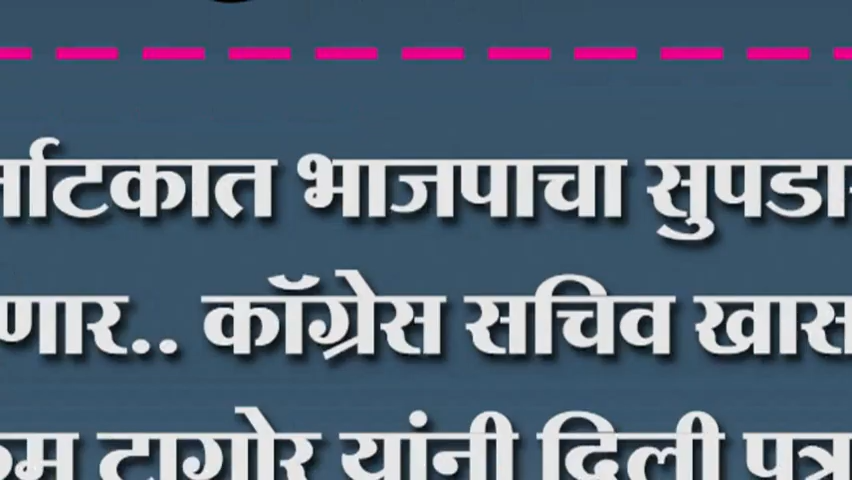 र्नाटकात भाजपाचा सुपडा
णार.. काँग्रेस सचिव खास
टागोर यांनी दिली पत्र